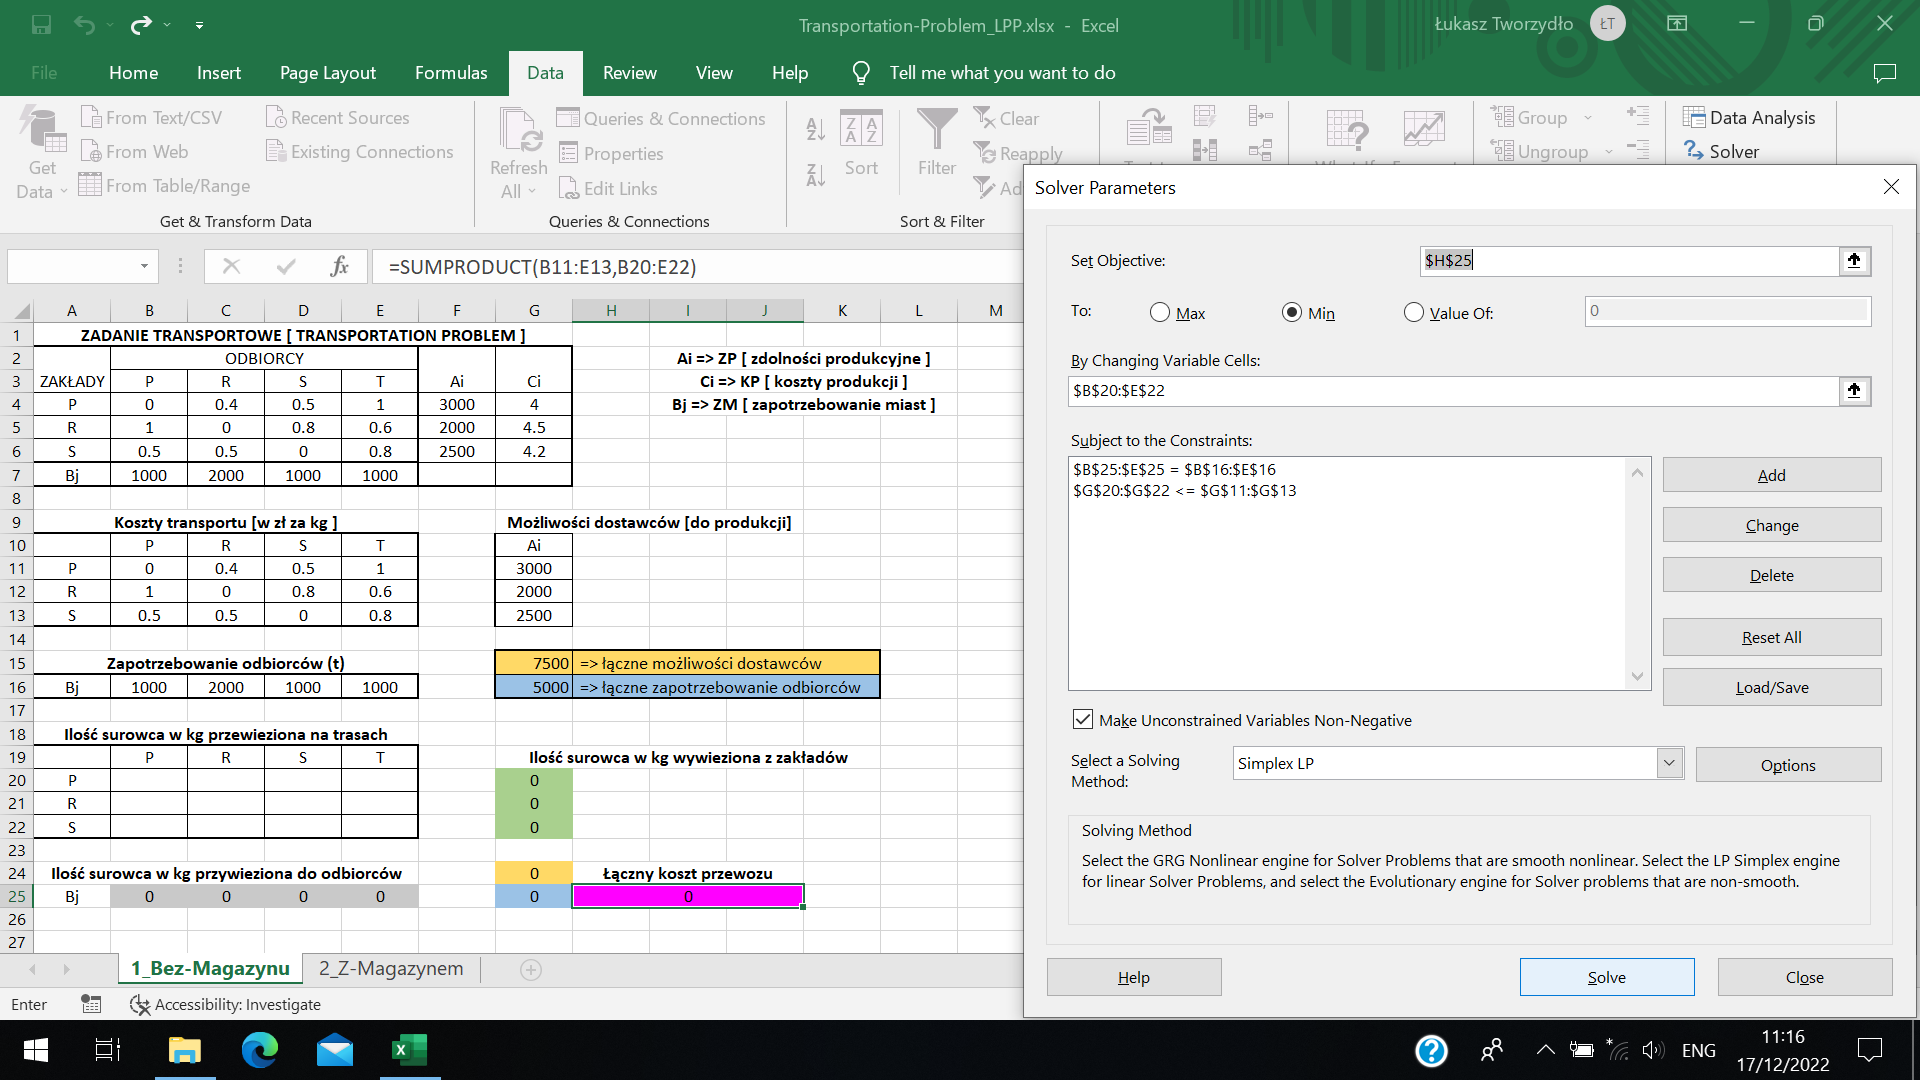 Transportation-Problem_LPP.xlsx - Excel
Łukasz Tworzydło
ŁT
File Home Insert Page Layout Formulas Data Review View Help Tell me what you want to do
Get Data
From Text/CSV
From Web
From Table/Range
Recent Sources
Existing Connections
Get & Transform Data
Refresh All
Queries & Connections
Properties
Edit Links
Queries & Connections
Sort
Filter
Clear
Reapply
Sort & Filter
Group
Ungroup
Data Analysis
Solver
=SUMPRODUCT(B11:E13,B20:E22)
A B C D E F G H I J K L M
1 ZADANIE TRANSPORTOWE [ TRANSPORTATION PROBLEM ]
2 ODBIORCY Ai => ZP [ zdolności produkcyjne ]
3 ZAKŁADY P R S T Ai Ci Ci => KP [ koszty produkcji ]
4 P 0 0.4 0.5 1 3000 4 Bj => ZM [ zapotrzebowanie miast ]
5 R 1 0 0.8 0.6 2000 4.5
6 S 0.5 0.5 0 0.8 2500 4.2
7 Bj 1000 2000 1000 1000
8
9 Koszty transportu [w zł za kg ] Możliwości dostawców [do produkcji]
10 P R S T Ai
11 P 0 0.4 0.5 1 3000
12 R 1 0 0.8 0.6 2000
13 S 0.5 0.5 0 0.8 2500
14
15 Zapotrzebowanie odbiorców (t) 7500 => łączne możliwości dostawców
16 Bj 1000 2000 1000 1000 5000 => łączne zapotrzebowanie odbiorców
17
18 Ilość surowca w kg przewieziona na trasach
19 P R S T Ilość surowca w kg wywieziona z zakładów
20 P 0
21 R 0
22 S 0
23
24 Ilość surowca w kg przywieziona do odbiorców 0 Łączny koszt przewozu
25 Bj 0 0 0 0 0 0
26
27
1_Bez-Magazynu 2_Z-Magazynem
Enter Accessibility: Investigate
Solver Parameters
Set Objective: $H$25
To: Max Min Value Of: 0
By Changing Variable Cells:
$B$20:$E$22
Subject to the Constraints:
$B$25:$E$25 = $B$16:$E$16
$G$20:$G$22 <= $G$11:$G$13
Add
Change
Delete
Reset All
Load/Save
Make Unconstrained Variables Non-Negative
Select a Solving Method: Simplex LP Options
Solving Method
Select the GRG Nonlinear engine for Solver Problems that are smooth nonlinear. Select the LP Simplex engine
for linear Solver Problems, and select the Evolutionary engine for Solver problems that are non-smooth.
Help Solve Close
ENG
11:16
17/12/2022